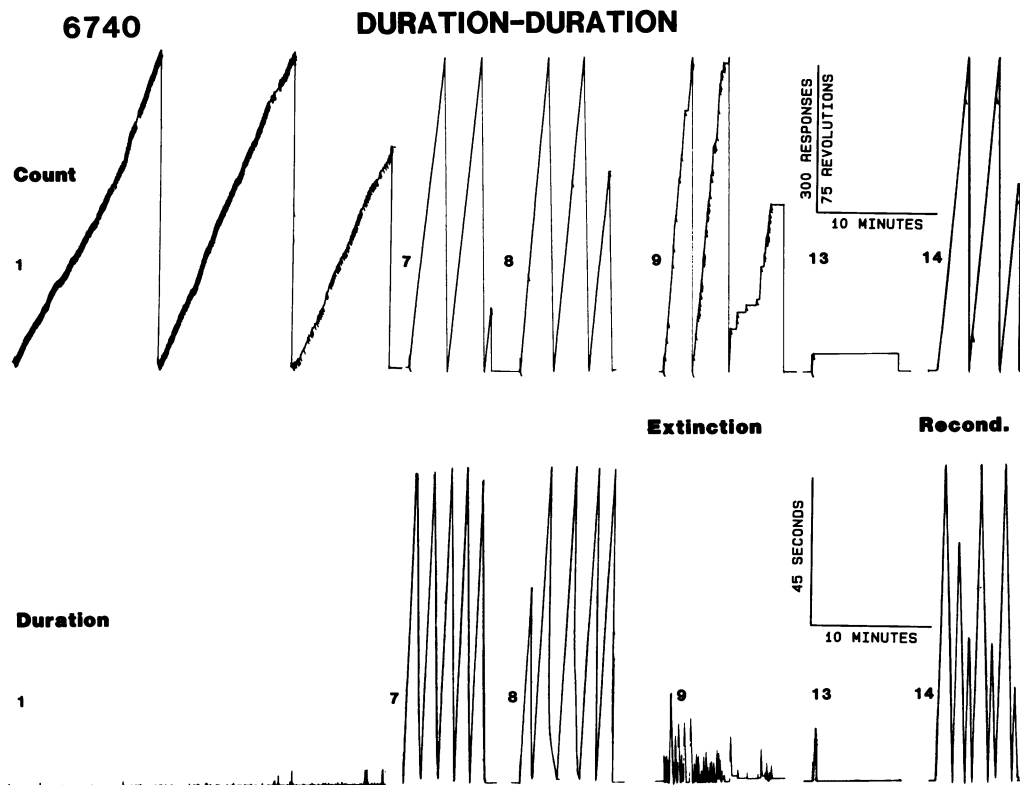 6740
DURATION-DURATION
Count
300 RESPONSES
75 REVOLUTIONS
10 MINUTES
1
7
8
9
13
14
Extinction
Recond.
45 SECONDS
10 MINUTES
Duration
1
7
8
9
13
14